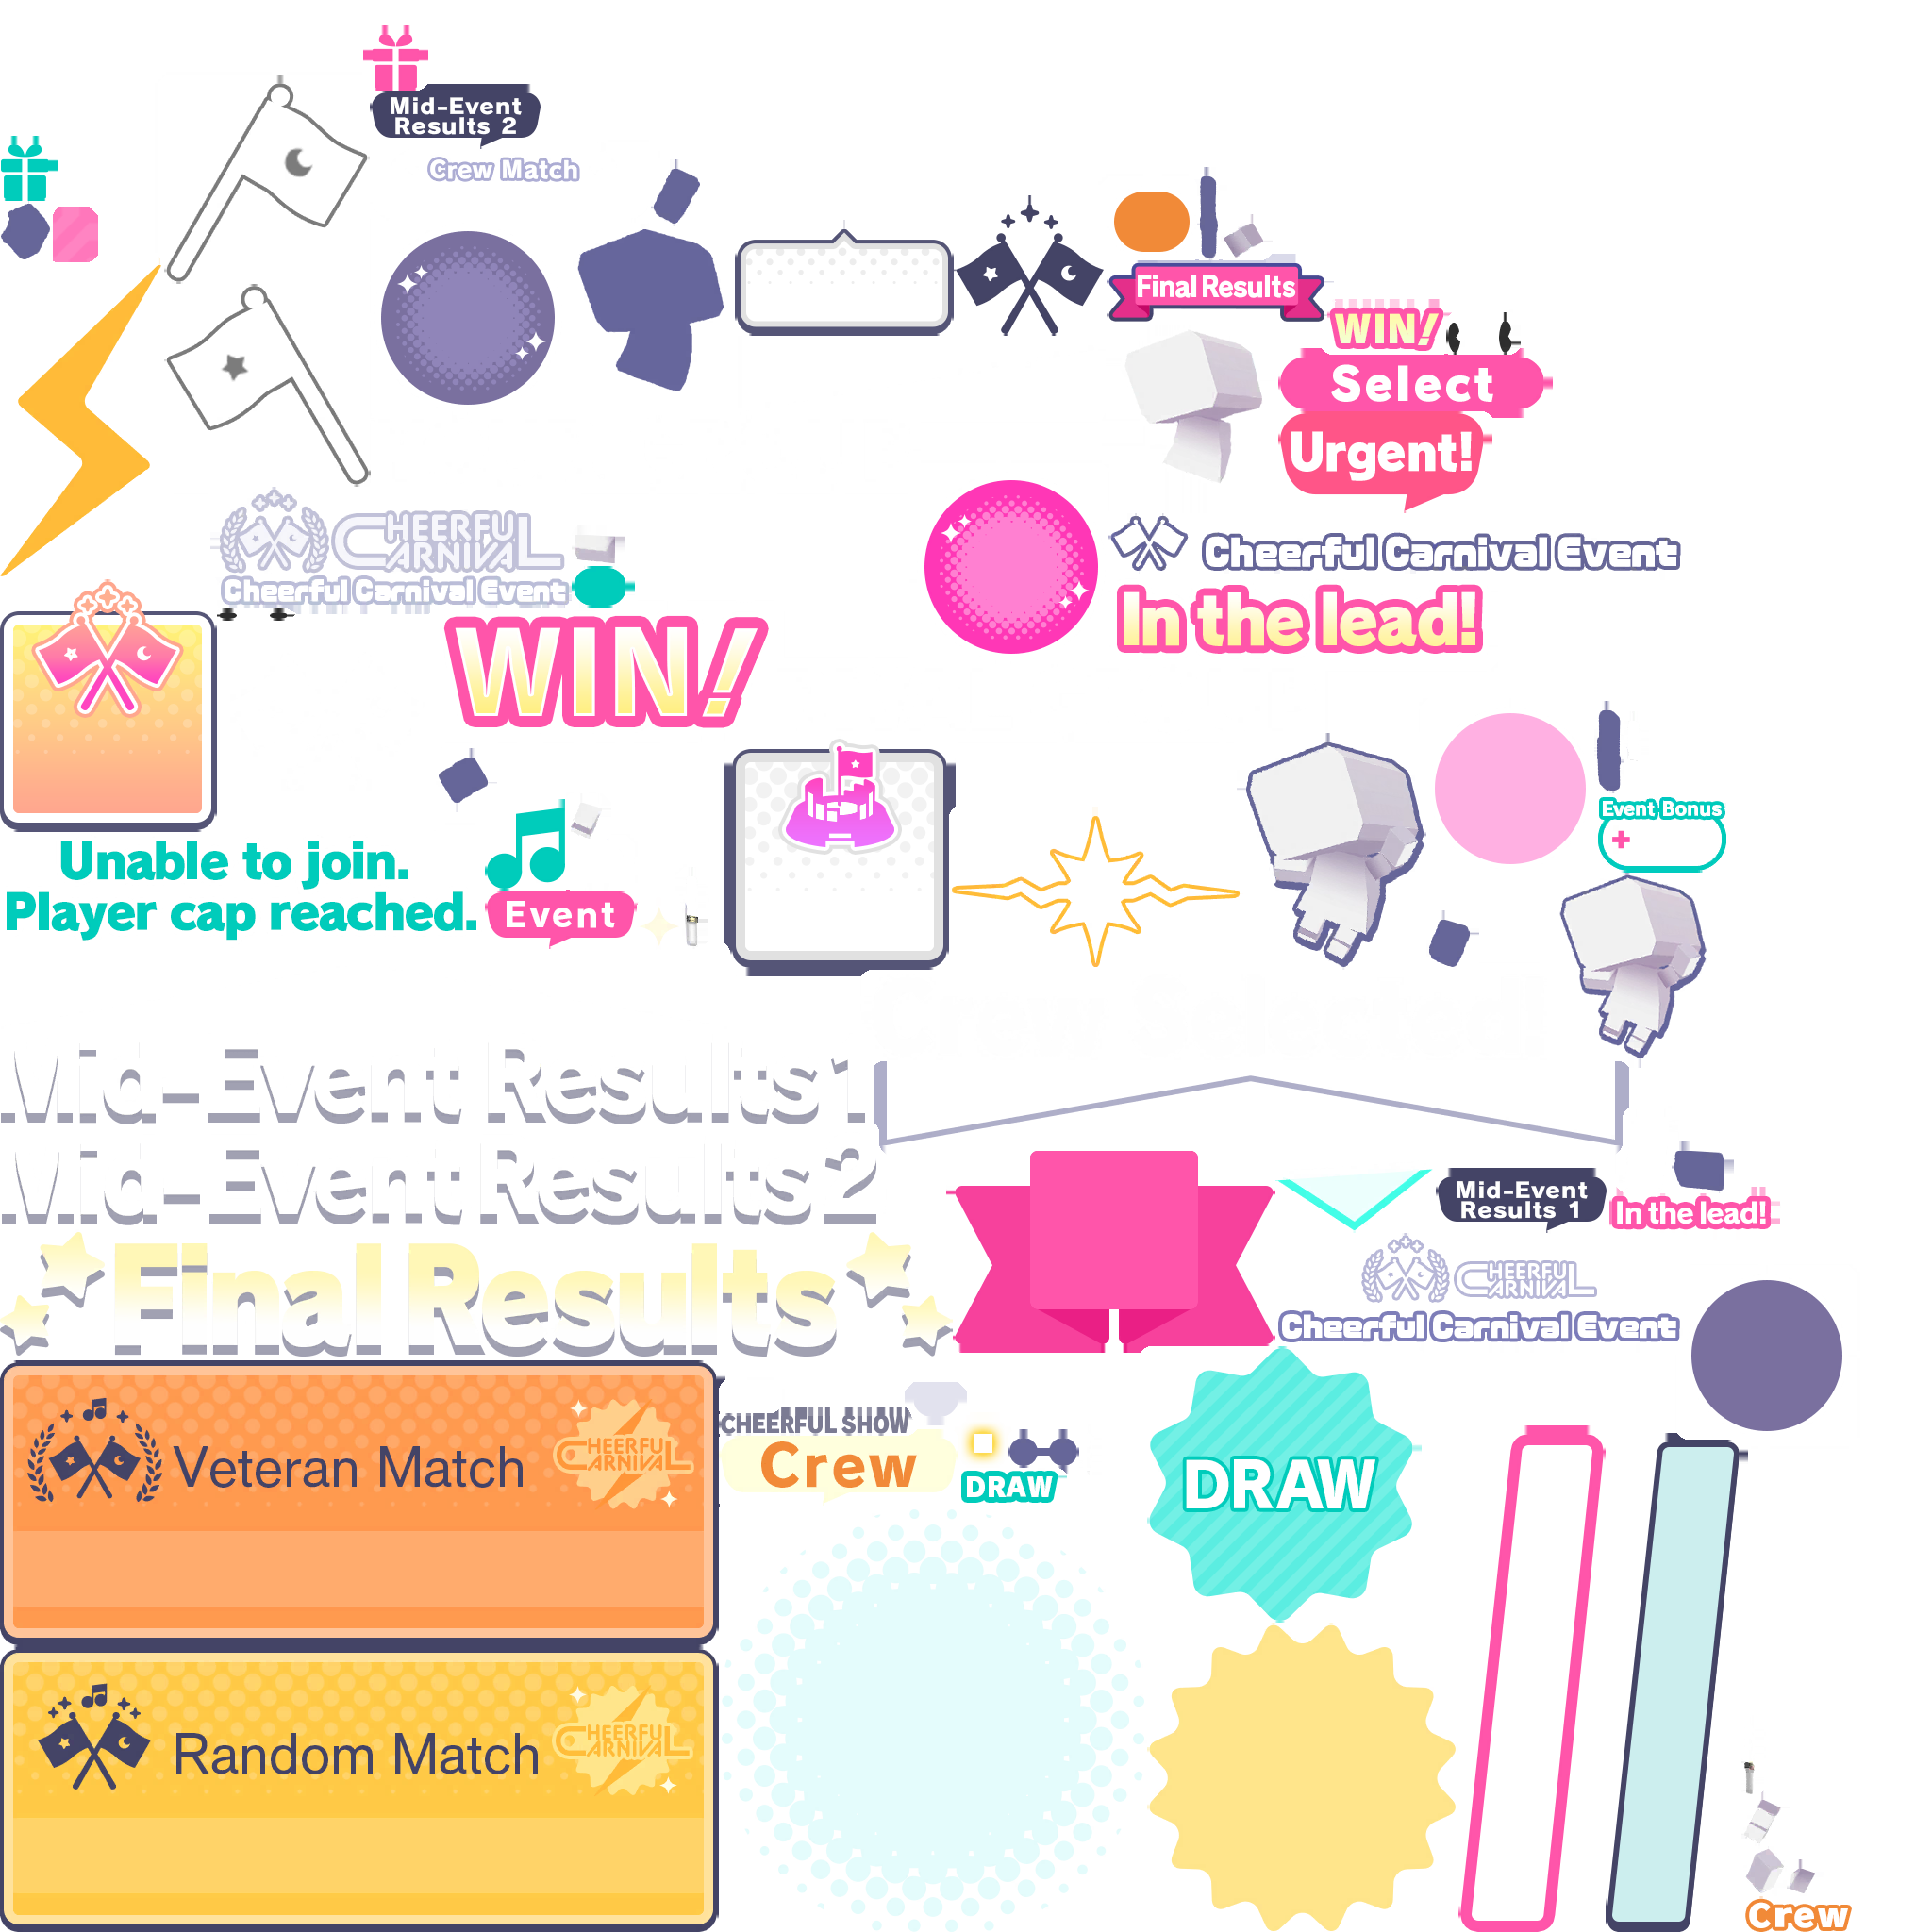 Mid-Event
Results 2
Crew Match
Final Results
WIN!
Select
Urgent!
CHEERFUL
CARNIVAL
Cheerful Carnival Event
Cheerful Carnival Event
In the lead!
WIN!
Event Bonus
+
Unable to join.
Player cap reached.
Event
Mid-Event Results 1
Mid-Event Results 2
Mid-Event
Results 1
In the lead!
Final Results
CHEERFUL
CARNIVAL
Cheerful Carnival Event
Veteran Match
CHEERFUL
CARNIVAL
CHEERFUL SHOW
Crew
DRAW
DRAW
Random Match
CHEERFUL
CARNIVAL
Crew